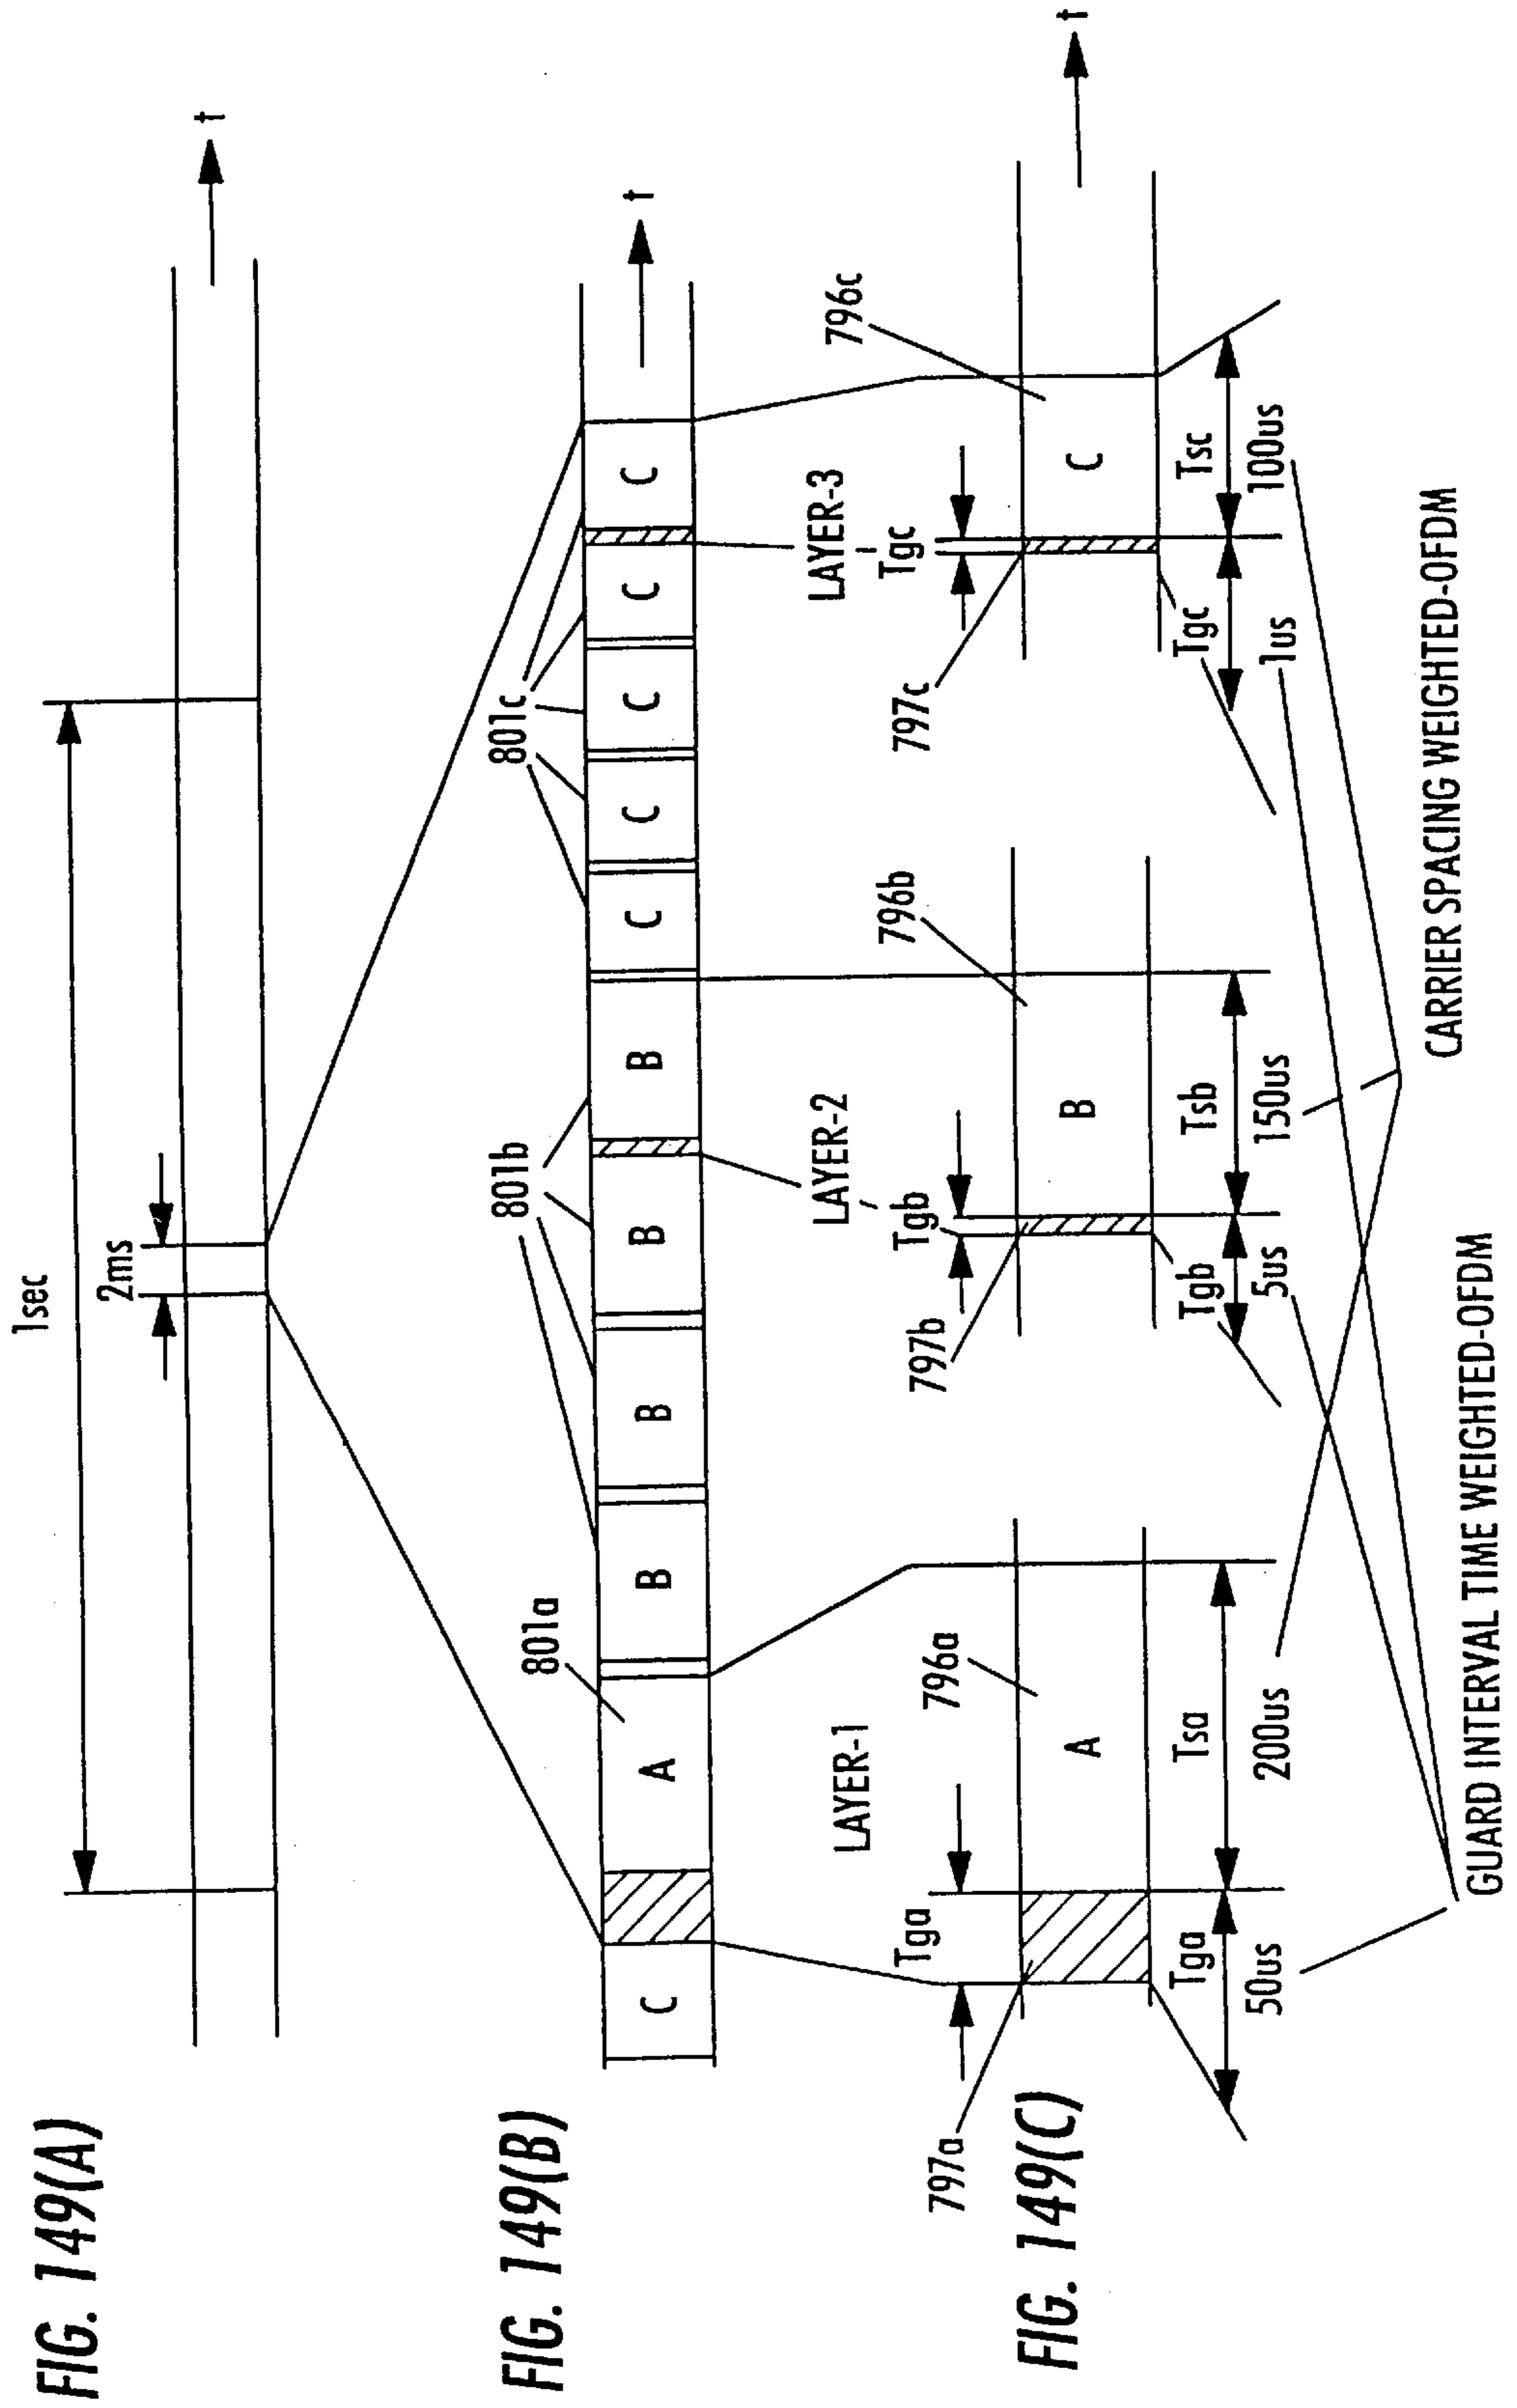 FIG. 149(A)
1sec
2ms
t
FIG. 149(B)
801a
801b
801c
t
C
A
B
B
B
B
C
C
C
C
C
LAYER-1
LAYER-2
LAYER-3
FIG. 149(C)
797a
Tga
796a
797b
Tgb
796b
797c
Tgc
796c
t
A
B
C
Tga
Tsa
Tgb
Tsb
Tgc
Tsc
50us
200us
5us
150us
1us
100us
CARRIER SPACING WEIGHTED-OFDM
GUARD INTERVAL TIME WEIGHTED-OFDM